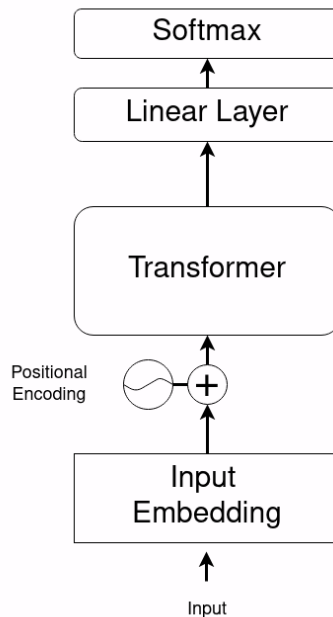 Softmax
Linear Layer
Transformer
Positional
Encoding
Input
Embedding
Input